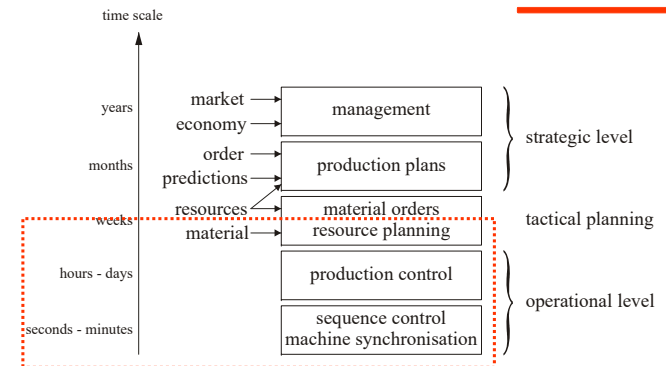 time scale
years
market
economy
management
strategic level
months
order
predictions
production plans
weeks
resources
material
material orders
resource planning
tactical planning
hours - days
production control
operational level
seconds - minutes
sequence control
machine synchronisation